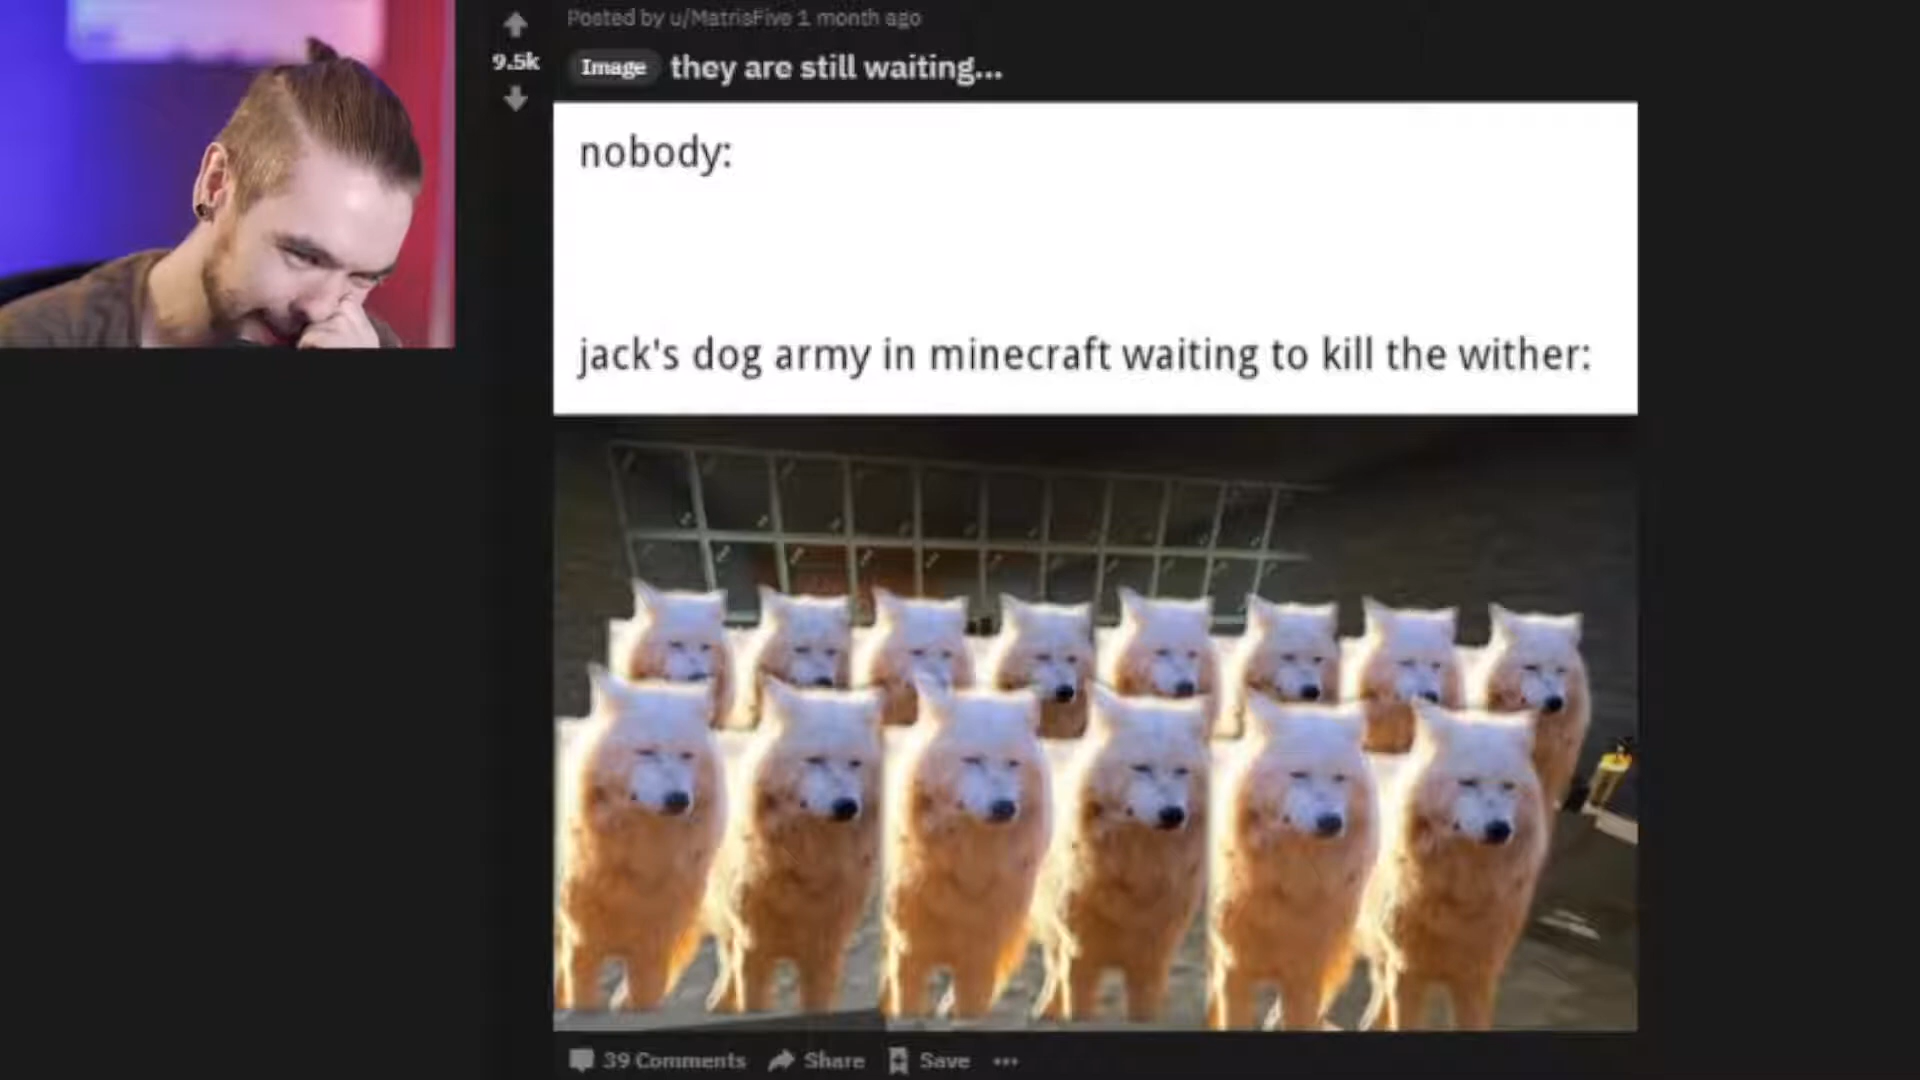 Posted by u/MatrisFive 1 month ago
9.5k
Image they are still waiting...
nobody:
jack's dog army in minecraft waiting to kill the wither:
39 Comments Share Save ...